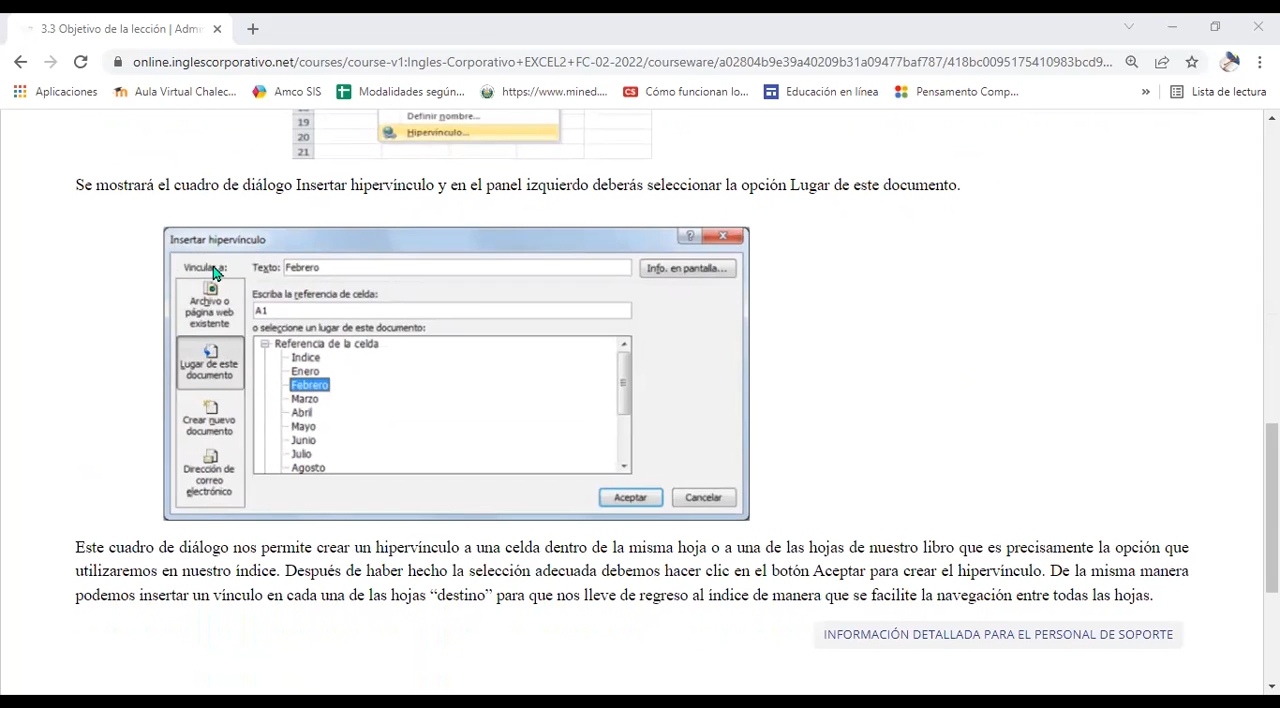 3.3 Objetivo de la lección | Admi
online.inglescorporativo.net/courses/course-v1:Ingles-Corporativo+EXCEL2+FC-02-2022/courseware/a02804b9e39a40209b31a09477baf787/418bc0095175410983bcd9...
Aplicaciones Aula Virtual Chalec... Amco SIS Modalidades según... https://www.mined... CS Cómo funcionan lo... Educación en línea Pensamento Comp... » Lista de lectura
Definir nombre...
19
20 Hipervínculo...
21
Se mostrará el cuadro de diálogo Insertar hipervínculo y en el panel izquierdo deberás seleccionar la opción Lugar de este documento.
Insertar hipervínculo
Vincular a: Texto: Febrero Info. en pantalla...
Archivo o página web existente
Escriba la referencia de celda:
A1
o seleccione un lugar de este documento:
Referencia de la celda
Lugar de este documento
Indice
Enero
Febrero
Marzo
Abril
Mayo
Junio
Julio
Agosto
Crear nuevo documento
Dirección de correo electrónico
Aceptar Cancelar
Este cuadro de diálogo nos permite crear un hipervínculo a una celda dentro de la misma hoja o a una de las hojas de nuestro libro que es precisamente la opción que
utilizaremos en nuestro índice. Después de haber hecho la selección adecuada debemos hacer clic en el botón Aceptar para crear el hipervínculo. De la misma manera
podemos insertar un vínculo en cada una de las hojas “destino” para que nos lleve de regreso al índice de manera que se facilite la navegación entre todas las hojas.
INFORMACIÓN DETALLADA PARA EL PERSONAL DE SOPORTE